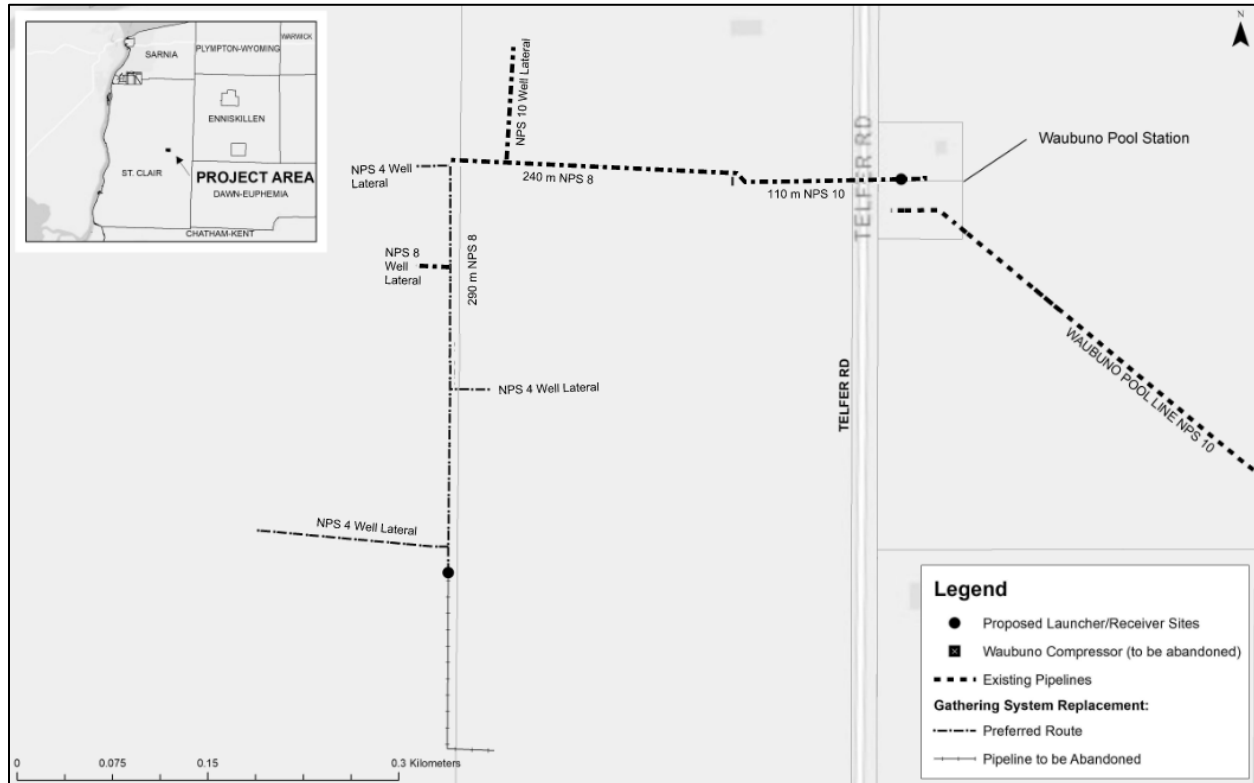 N
SARNIA
PLYMPTON-WYOMING
WARWICK
ENNISKILLEN
ST. CLAIR
PROJECT AREA
DAWN-EUPHEMIA
CHATHAM-KENT
NPS 10 Well Lateral
TELFER RD
Waubuno Pool Station
NPS 4 Well
Lateral
240 m NPS 8
110 m NPS 10
NPS 8
Well
Lateral
290 m NPS 8
WAUBUNO POOL LINE NPS 10
TELFER RD
NPS 4 Well Lateral
NPS 4 Well Lateral
Legend
Proposed Launcher/Receiver Sites
Waubuno Compressor (to be abandoned)
Existing Pipelines
Gathering System Replacement:
Preferred Route
Pipeline to be Abandoned
0 0.075 0.15 0.3 Kilometers